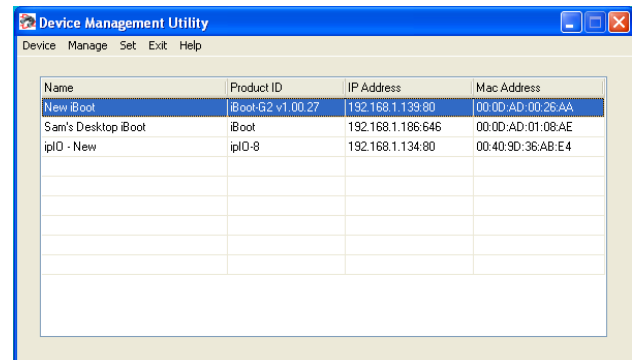 Device Management Utility
Device Manage Set Exit Help
Name Product ID IP Address Mac Address
New iBoot iBoot-G2 v1.00.27 192.168.1.139:80 00:0D:AD:00:26:AA
Sam's Desktop iBoot iBoot 192.168.1.186:646 00:0D:AD:01:08:AE
ipIO - New ipIO-8 192.168.1.134:80 00:40:9D:36:AB:E4